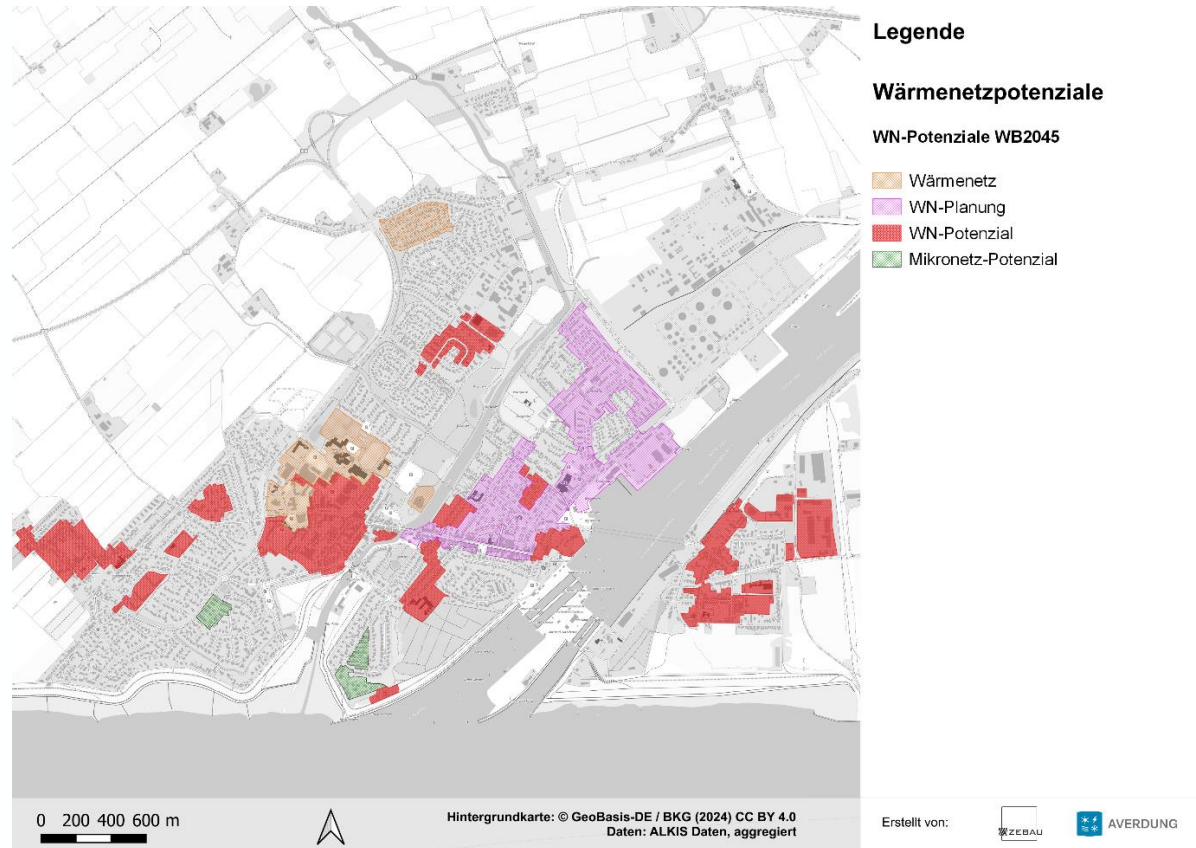 Legende
Wärmenetzpotenziale
WN-Potenziale WB2045
Wärmenetz
WN-Planung
WN-Potenzial
Mikronetz-Potenzial
0 200 400 600 m
Hintergrundkarte: © GeoBasis-DE / BKG (2024) CC BY 4.0
Daten: ALKIS Daten, aggregiert
Erstellt von:
ZEBAU
AVERDUNG